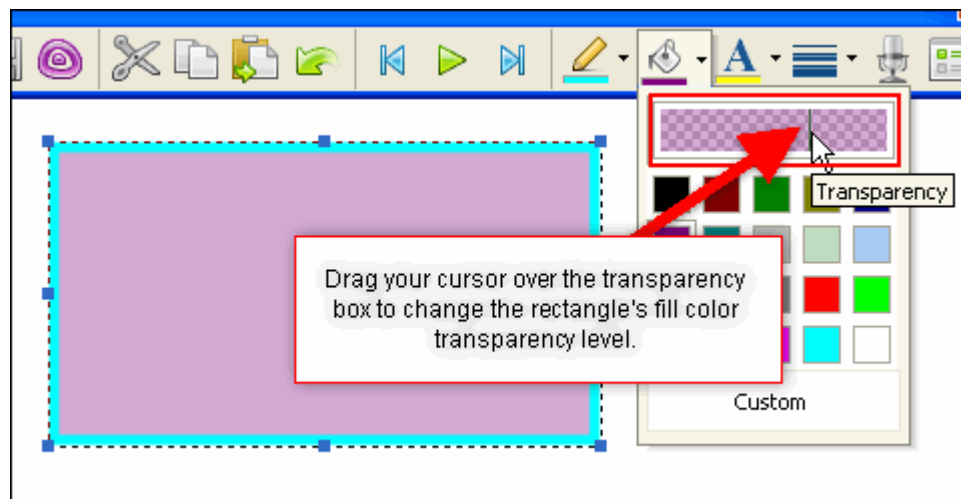 A
Transparency
Drag your cursor over the transparency
box to change the rectangle's fill color
transparency level.
Custom